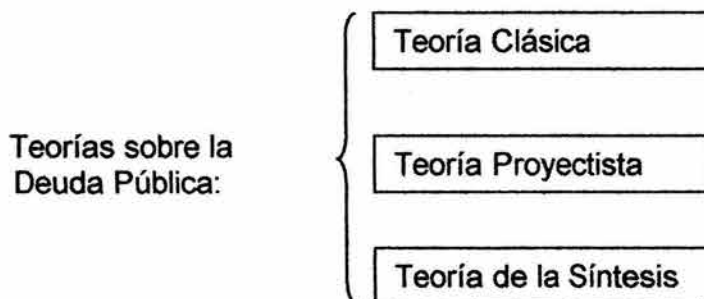 Teorías sobre la
Deuda Pública:
Teoría Clásica
Teoría Proyectista
Teoría de la Síntesis